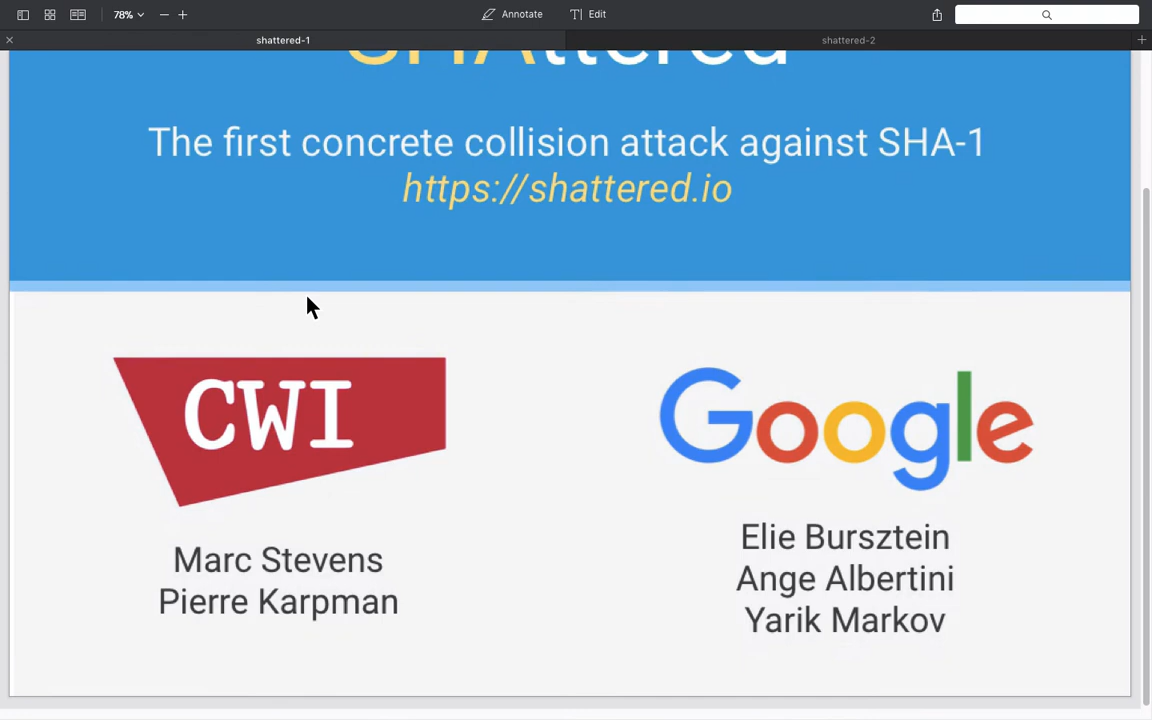 78%
Annotate
Edit
shattered-1
shattered-2
SHAttered
The first concrete collision attack against SHA-1
https://shattered.io
CWI
Google
Marc Stevens
Pierre Karpman
Elie Bursztein
Ange Albertini
Yarik Markov